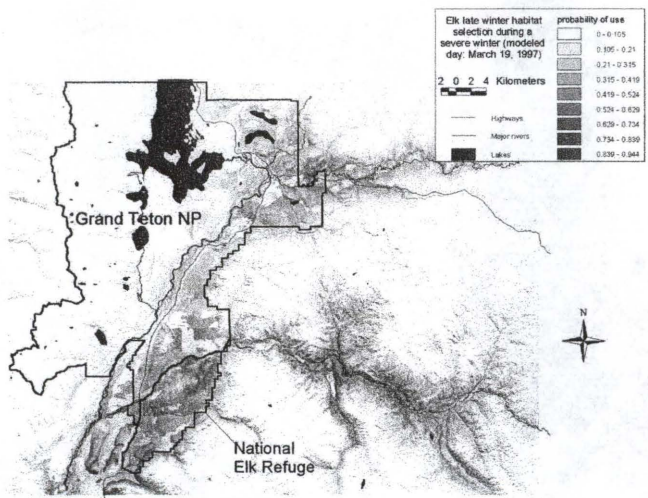 Elk late winter habitat
selection during a
severe winter (modeled
day: March 19, 1997)
2 0 2 4 Kilometers
Highways
Major rivers
Lakes
probability of use
0 - 0.105
0.105 - 0.21
0.21 - 0.315
0.315 - 0.419
0.419 - 0.524
0.524 - 0.629
0.629 - 0.734
0.734 - 0.839
0.839 - 0.944
Grand Teton NP
N
National
Elk Refuge